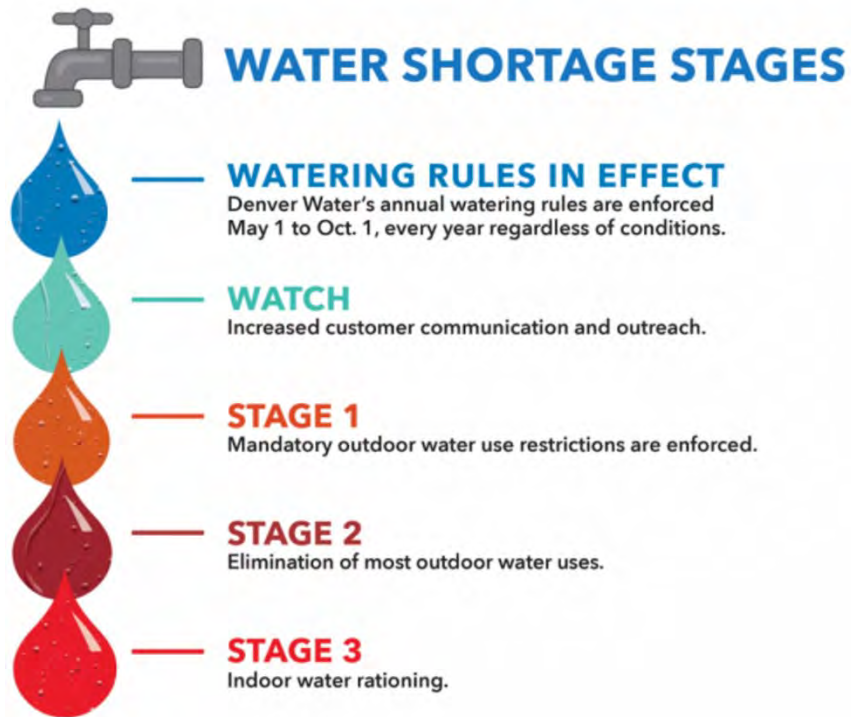 WATER SHORTAGE STAGES
WATERING RULES IN EFFECT
Denver Water's annual watering rules are enforced
May 1 to Oct. 1, every year regardless of conditions.
WATCH
Increased customer communication and outreach.
STAGE 1
Mandatory outdoor water use restrictions are enforced.
STAGE 2
Elimination of most outdoor water uses.
STAGE 3
Indoor water rationing.